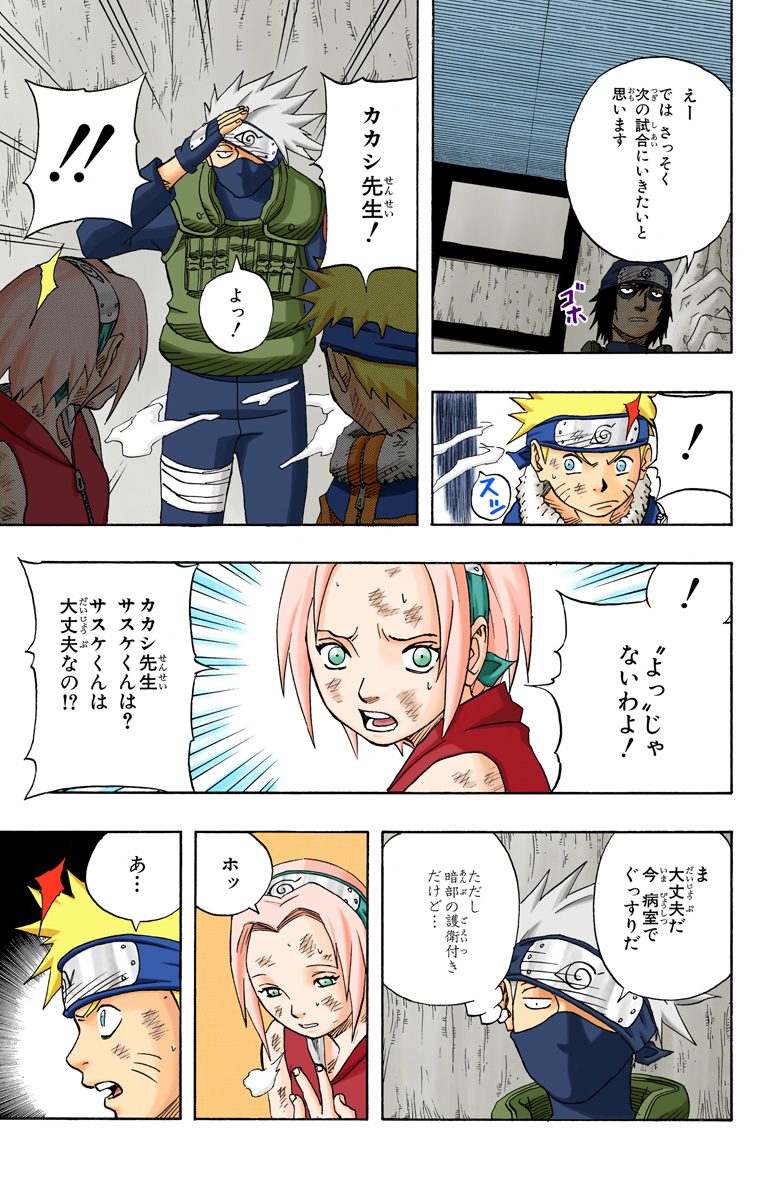 えー
では さっそく
次の試合にいきたいと
思います
ゴホ
！
スッ
カカシ先生！
よっ！
！！
！
〝よっ〟じゃ
ないわよ！
カカシ先生
サスケくんは？
サスケくんは
大丈夫なの！？
ま
大丈夫だ
今 病室で
ぐっすりだ
ただし
暗部の護衛付き
だけど…
ホッ
あ…